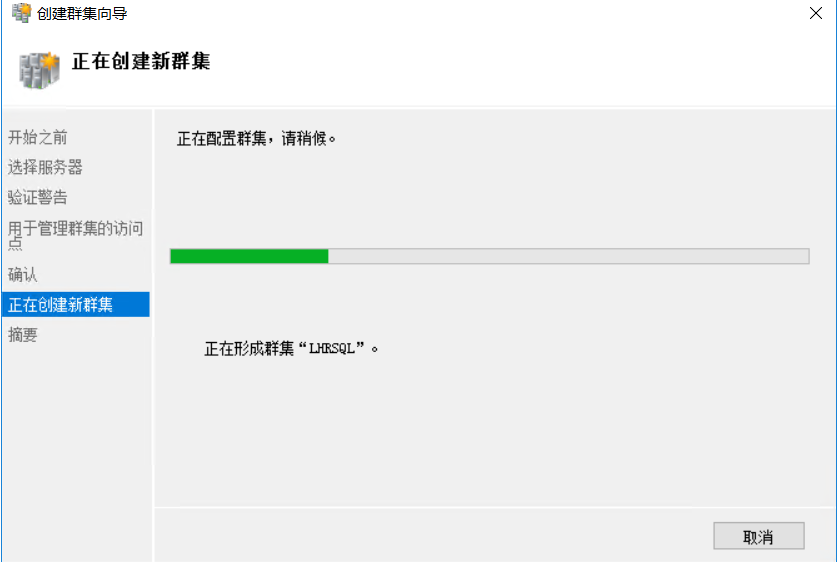 创建群集向导
正在创建新群集
开始之前
选择服务器
验证警告
用于管理群集的访问
点
确认
正在创建新群集
摘要
正在配置群集，请稍候。
正在形成群集“LHRSQL”。
取消